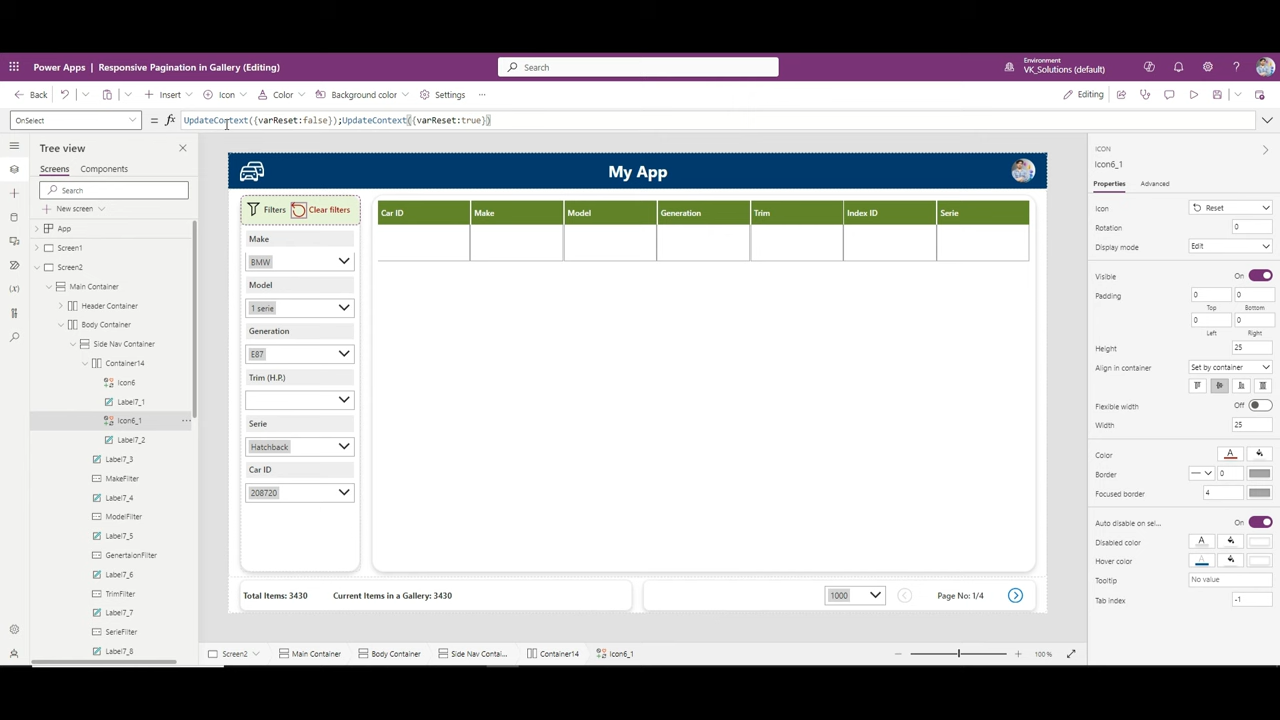 Power Apps | Responsive Pagination in Gallery (Editing)
Search
Environment
VK_Solutions (default)
Back
Insert
Icon
Color
Background color
Settings
Editing
OnSelect
= fx UpdateContext({varReset:false});UpdateContext({varReset:true})
Tree view
Screens Components
Search
New screen
App
Screen1
Screen2
Main Container
Header Container
Body Container
Side Nav Container
Container14
Icon6
Label7_1
Icon6_1
Label7_2
Label7_3
MakeFilter
Label7_4
ModelFilter
Label7_5
GenertaionFilter
Label7_6
TrimFilter
Label7_7
SerieFilter
Label7_8
My App
Filters Clear filters
Make
BMW
Model
1 serie
Generation
E87
Trim (H.P.)
Serie
Hatchback
Car ID
208720
Car ID Make Model Generation Trim Index ID Serie
Total Items: 3430 Current Items in a Gallery: 3430
1000 Page No: 1/4
Screen2 Main Container Body Container Side Nav Contai... Container14 Icon6_1
100 %
ICON
Icon6_1
Properties Advanced
Icon Reset
Rotation 0
Display mode Edit
Visible On
Padding 0 0
Top Bottom
0 0
Left Right
Height 25
Align in container Set by container
Flexible width Off
Width 25
Color
Border 0
Focused border 4
Auto disable on sel... On
Disabled color
Hover color
Tooltip No value
Tab index -1